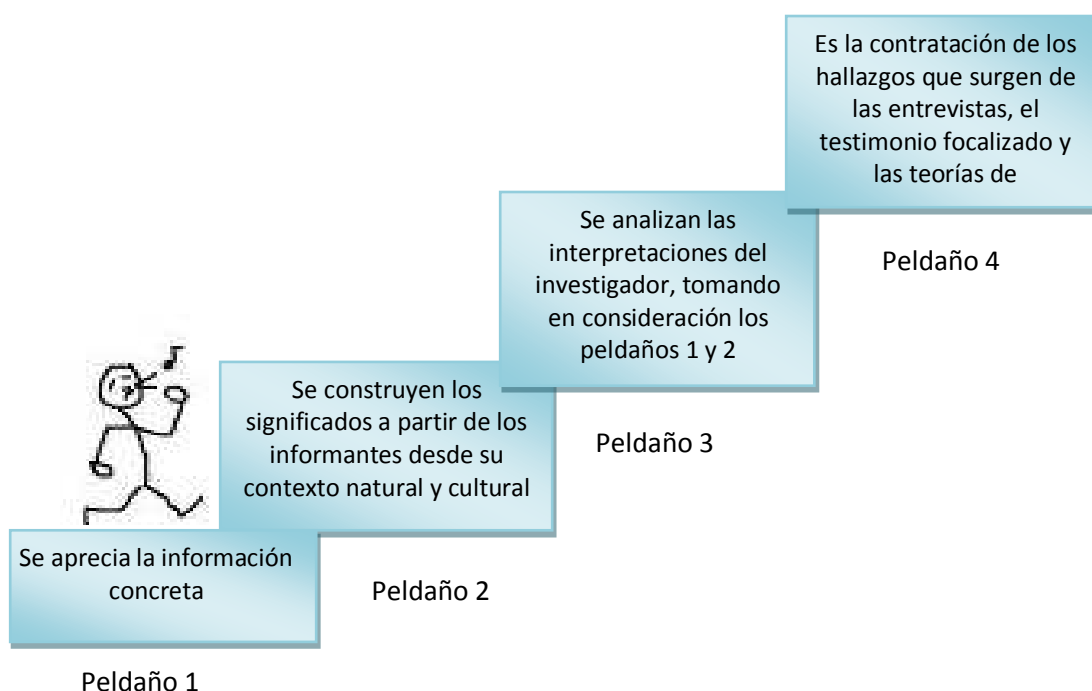 Es la contratación de los
hallazgos que surgen de
las entrevistas, el
testimonio focalizado y
las teorías de
Peldaño 4
Se analizan las
interpretaciones del
investigador, tomando
en consideración los
peldaños 1 y 2
Peldaño 3
Se construyen los
significados a partir de los
informantes desde su
contexto natural y cultural
Peldaño 2
Se aprecia la información
concreta
Peldaño 1